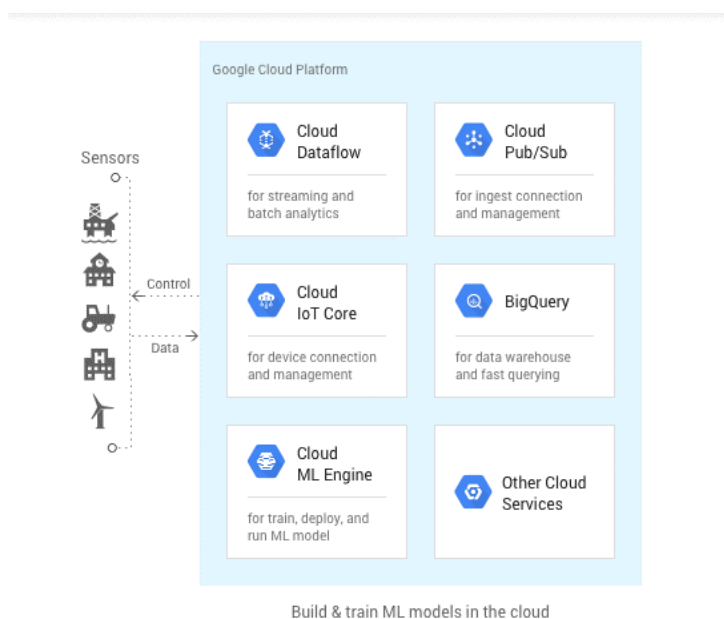 Google Cloud Platform
Sensors
Control
Data
Cloud
Dataflow
for streaming and
batch analytics
Cloud
Pub/Sub
for ingest connection
and management
Cloud
IoT Core
for device connection
and management
BigQuery
for data warehouse
and fast querying
Cloud
ML Engine
for train, deploy, and
run ML model
Other Cloud
Services
Build & train ML models in the cloud